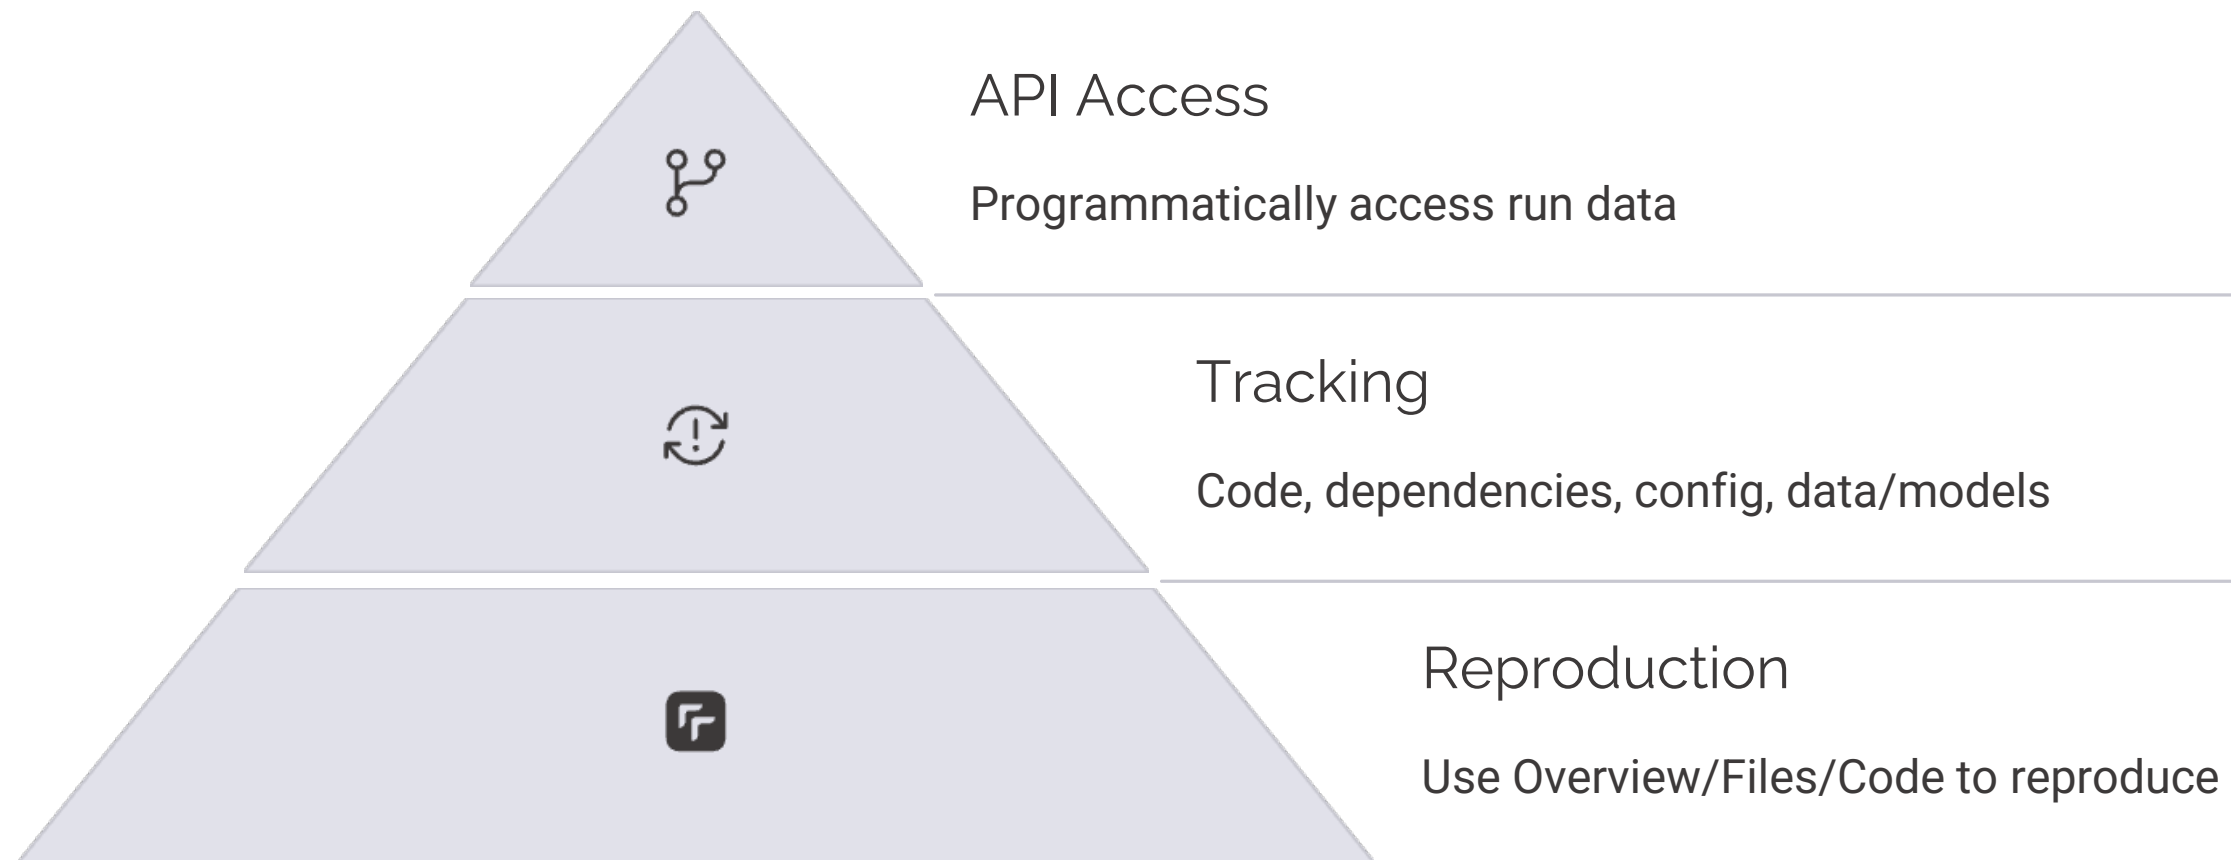 API Access
Programmatically access run data
Tracking
Code, dependencies, config, data/models
Reproduction
Use Overview/Files/Code to reproduce